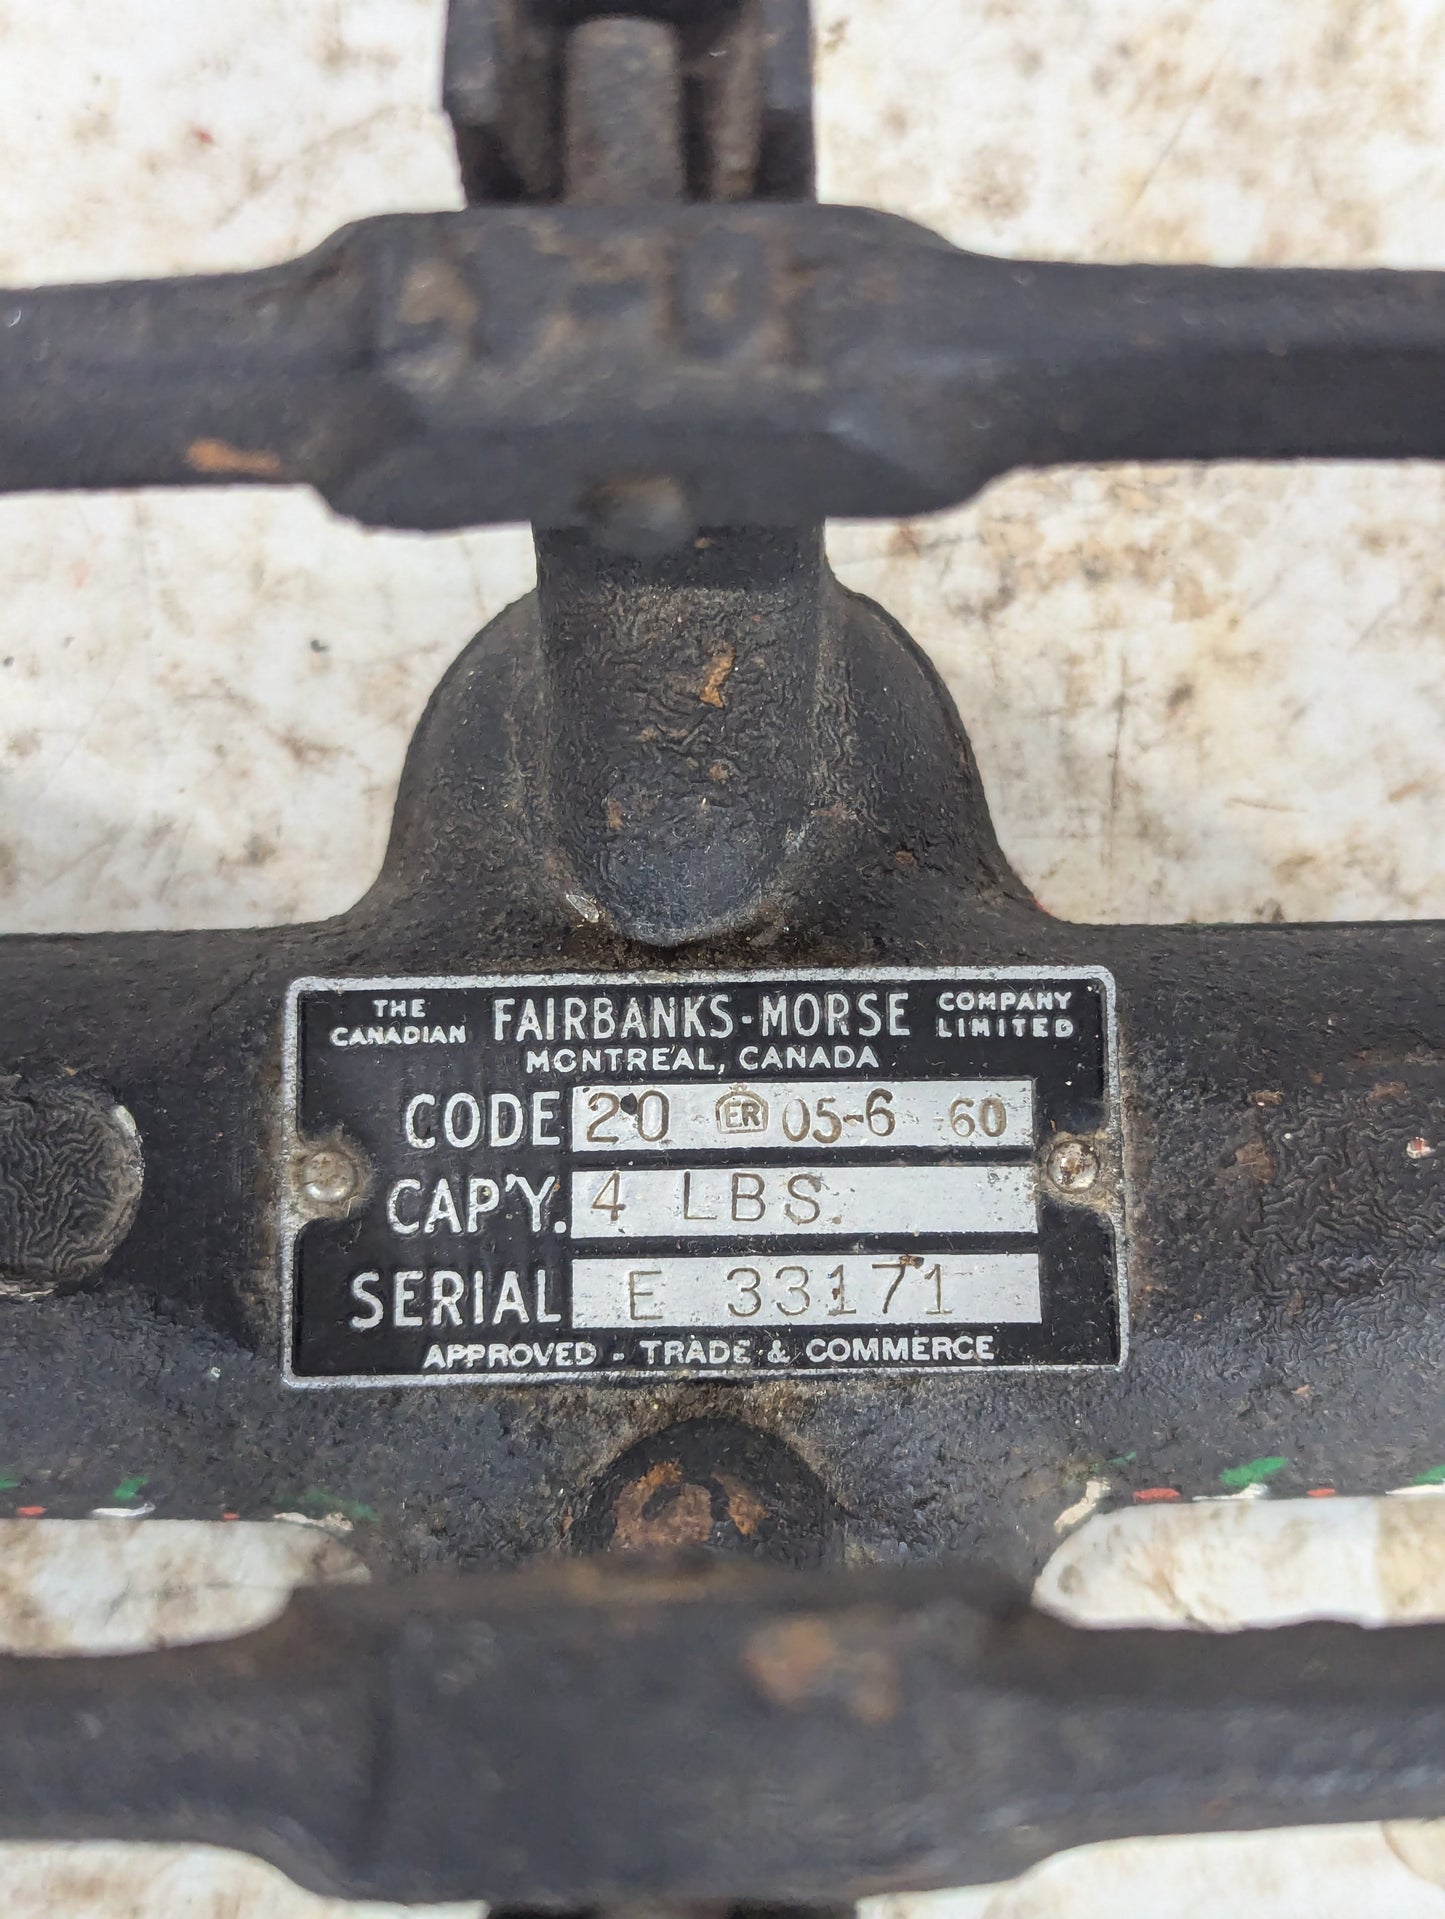 THE CANADIAN FAIRBANKS-MORSE COMPANY LIMITED
MONTREAL, CANADA
CODE 20 ER 05-6 60
CAP'Y. 4 LBS.
SERIAL E 33171
APPROVED - TRADE & COMMERCE